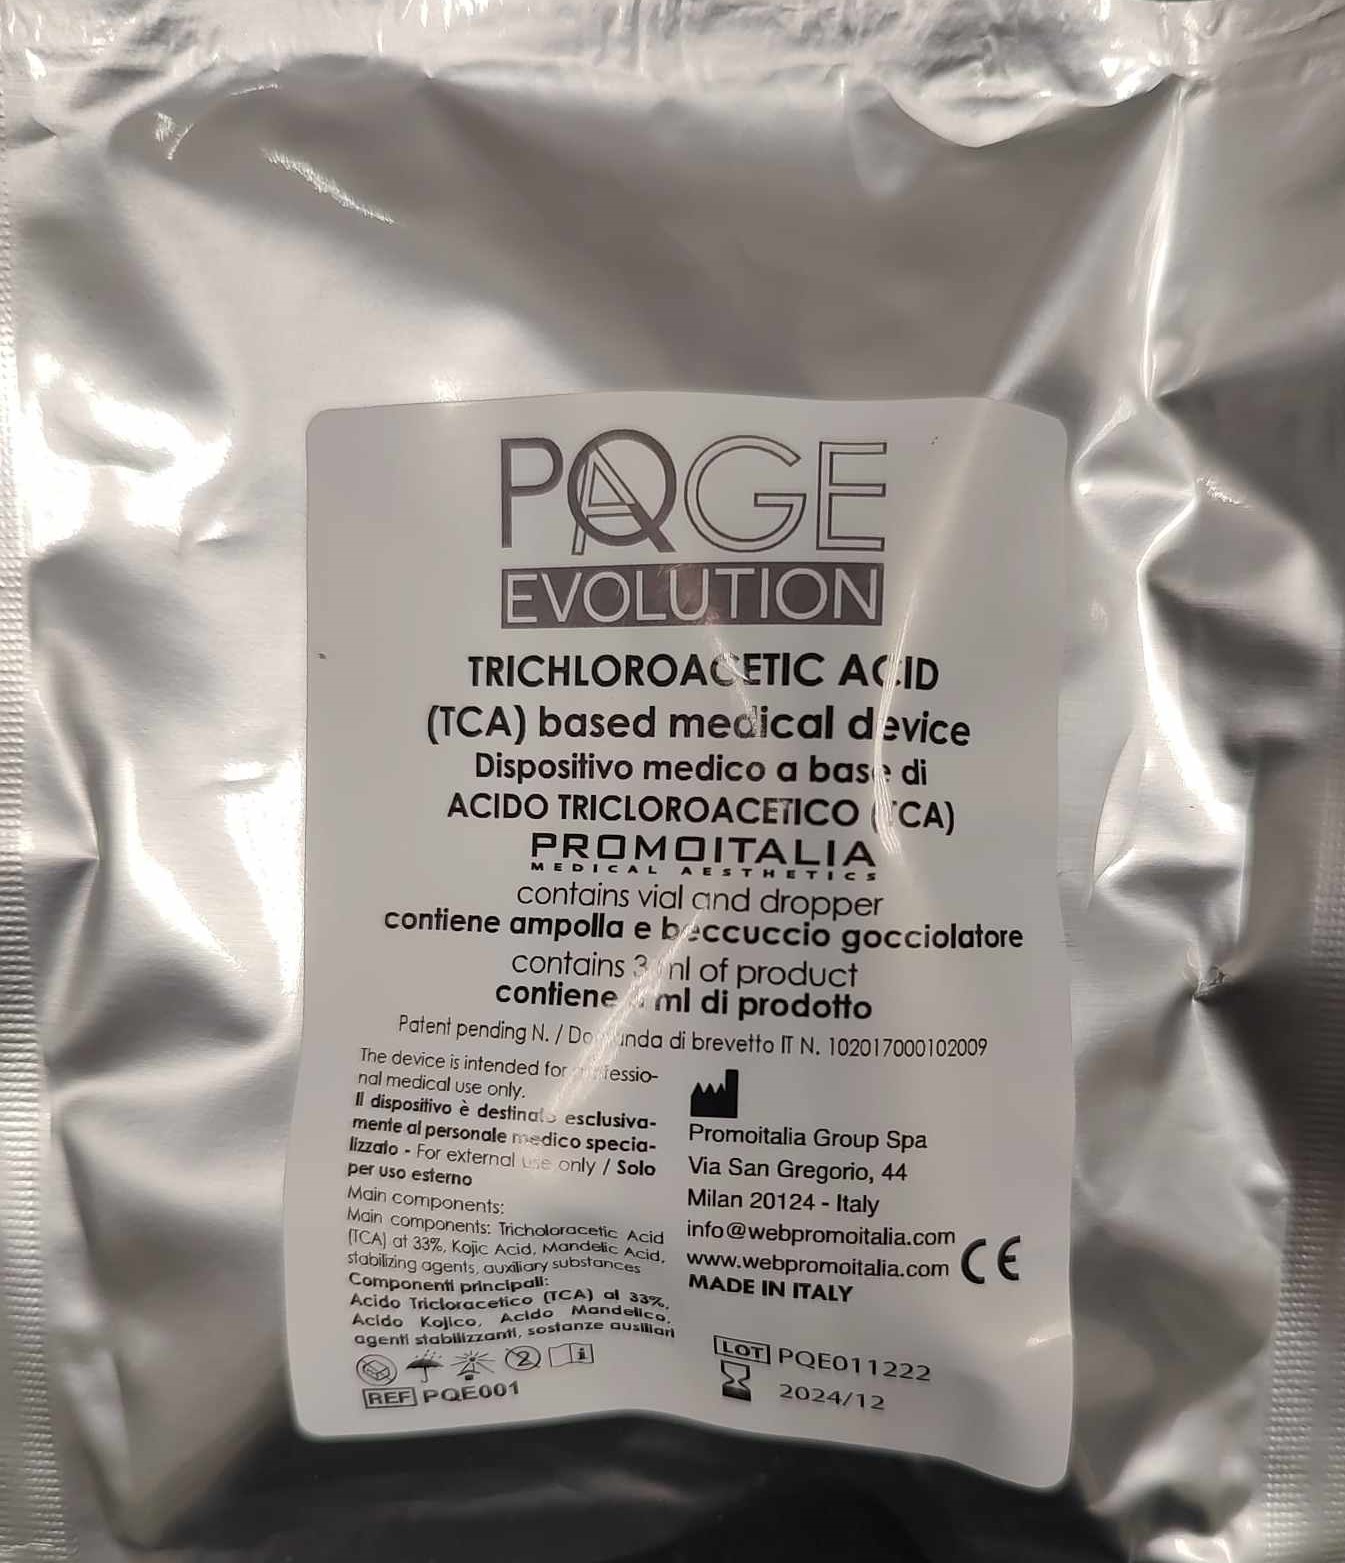 PQAGE
EVOLUTION
TRICHLOROACETIC ACID
(TCA) based medical device
Dispositivo medico a base di
ACIDO TRICLOROACETICO (TCA)
PROMOITALIA
MEDICAL AESTHETICS
contains vial and dropper
contiene ampolla e beccuccio gocciolatore
contains 3 ml of product
contiene ml di prodotto
Patent pending N. / Domanda di brevetto IT N. 102017000102009
The device is intended for professio-
nal medical use only.
Il dispositivo è destinato esclusiva-
mente al personale medico specia-
lizzato - For external use only / Solo
per uso esterno
Main components:
Main components: Tricholoracetic Acid
(TCA) at 33%, Kojic Acid, Mandelic Acid,
stabilizing agents, auxiliary substances
Componenti principali:
Acido Tricloracetico (TCA) al 33%,
Acido Kojico, Acido Mandelico,
agenti stabilizzanti, sostanze ausiliari
2 i
REF PQE001
Promoitalia Group Spa
Via San Gregorio, 44
Milan 20124 - Italy
info@webpromoitalia.com
www.webpromoitalia.com CE
MADE IN ITALY
LOT PQE011222
2024/12